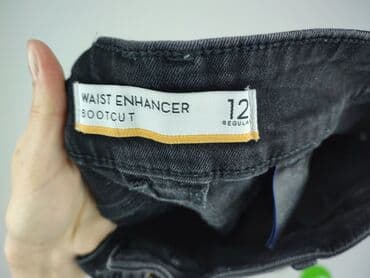 WAIST ENHANCER
BOOTCUT
12
REGULAR